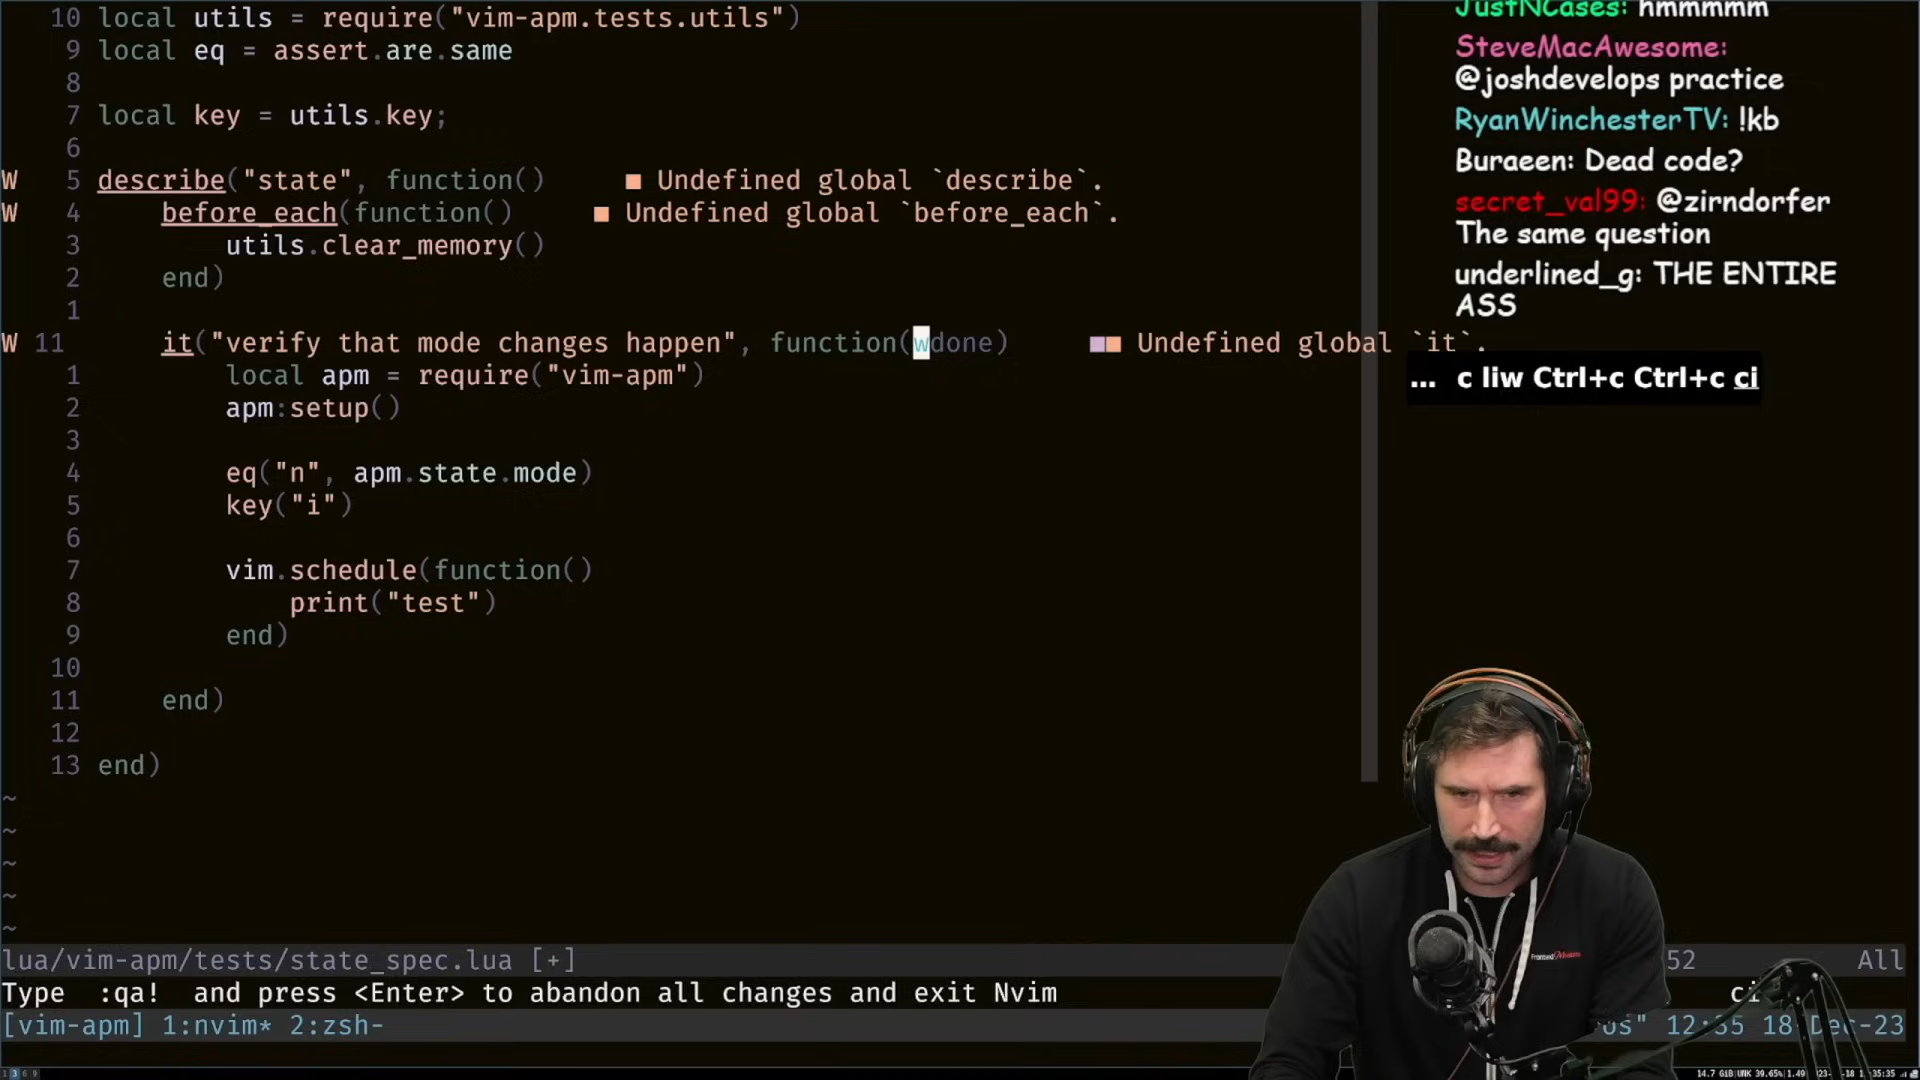 10 local utils = require("vim-apm.tests.utils")
9 local eq = assert.are.same
8
7 local key = utils.key;
6
W 5 describe("state", function() ■ Undefined global `describe`.
W 4 before_each(function() ■ Undefined global `before_each`.
3 utils.clear_memory()
2 end)
1
W 11 it("verify that mode changes happen", function(wdone) ■■ Undefined global `it`.
1 local apm = require("vim-apm")
2 apm:setup()
3
4 eq("n", apm.state.mode)
5 key("i")
6
7 vim.schedule(function()
8 print("test")
9 end)
10
11 end)
12
13 end)
~
~
~
~
~
lua/vim-apm/tests/state_spec.lua [+] 52 All
Type :qa! and press <Enter> to abandon all changes and exit Nvim ci
[vim-apm] 1:nvim* 2:zsh- os" 12:35 18-Dec-23
JustNCases: hmmmmm
SteveMacAwesome:
@joshdevelops practice
RyanWinchesterTV: !kb
Buraeen: Dead code?
secret_val99: @zirndorfer
The same question
underlined_g: THE ENTIRE
ASS
... c liw Ctrl+c Ctrl+c ci